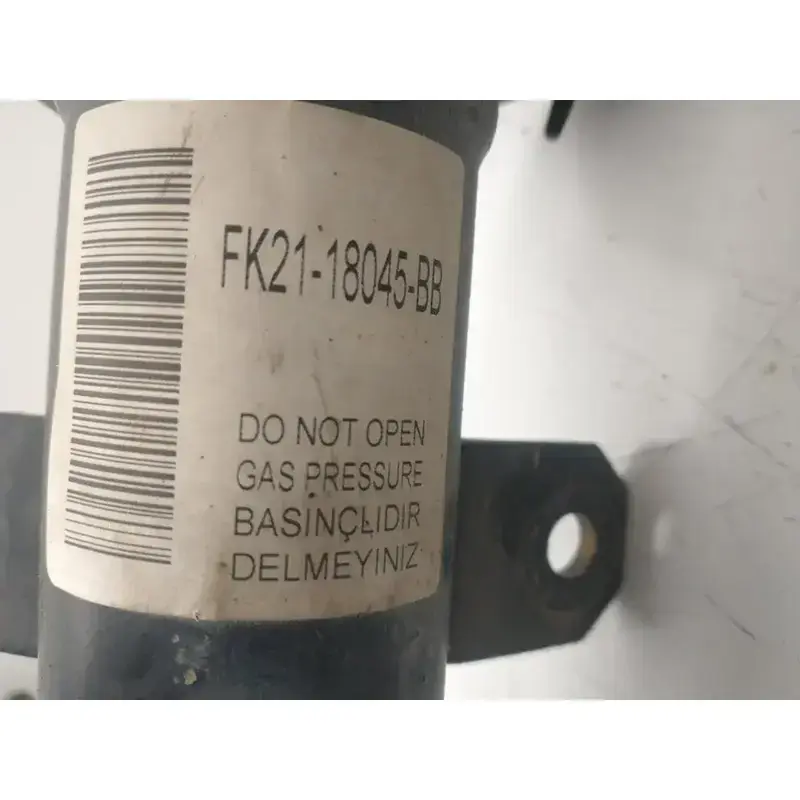 FK21-18045-BB
DO NOT OPEN
GAS PRESSURE
BASINÇLIDIR
DELMEYINIZ